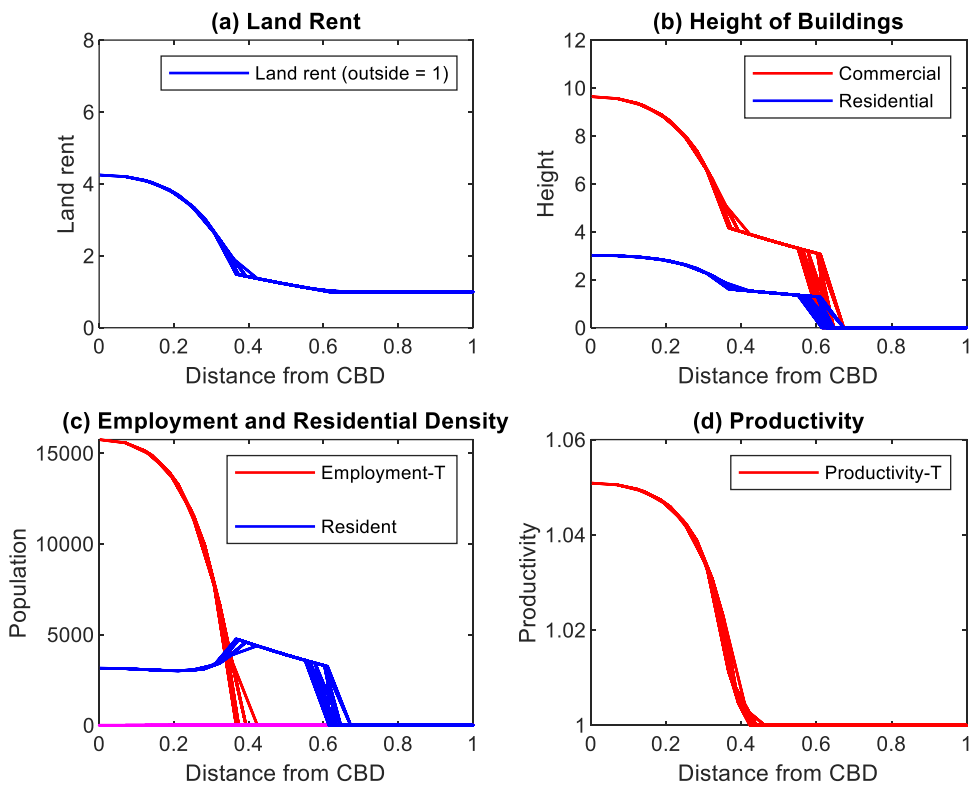 (a) Land Rent
8
6
4
2
0
Land rent
Land rent (outside = 1)
0 0.2 0.4 0.6 0.8 1
Distance from CBD
(b) Height of Buildings
12
10
8
6
4
2
0
Height
Commercial
Residential
0 0.2 0.4 0.6 0.8 1
Distance from CBD
(c) Employment and Residential Density
15000
10000
5000
0
Population
Employment-T
Resident
0 0.2 0.4 0.6 0.8 1
Distance from CBD
(d) Productivity
1.06
1.04
1.02
1
Productivity
Productivity-T
0 0.2 0.4 0.6 0.8 1
Distance from CBD